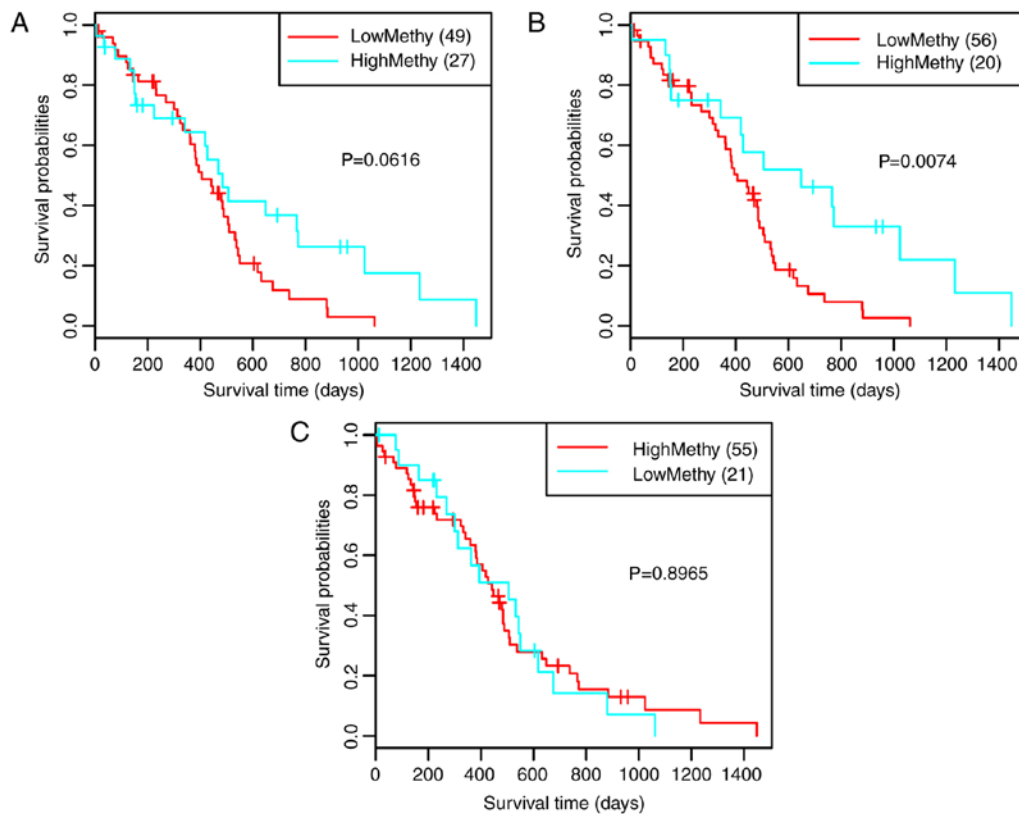 A
LowMethy (49)
HighMethy (27)
P=0.0616
Survival probabilities
1.0
0.8
0.6
0.4
0.2
0.0
0 200 400 600 800 1000 1200 1400
Survival time (days)
B
LowMethy (56)
HighMethy (20)
P=0.0074
Survival probabilities
1.0
0.8
0.6
0.4
0.2
0.0
0 200 400 600 800 1000 1200 1400
Survival time (days)
C
HighMethy (55)
LowMethy (21)
P=0.8965
Survival probabilities
1.0
0.8
0.6
0.4
0.2
0.0
0 200 400 600 800 1000 1200 1400
Survival time (days)